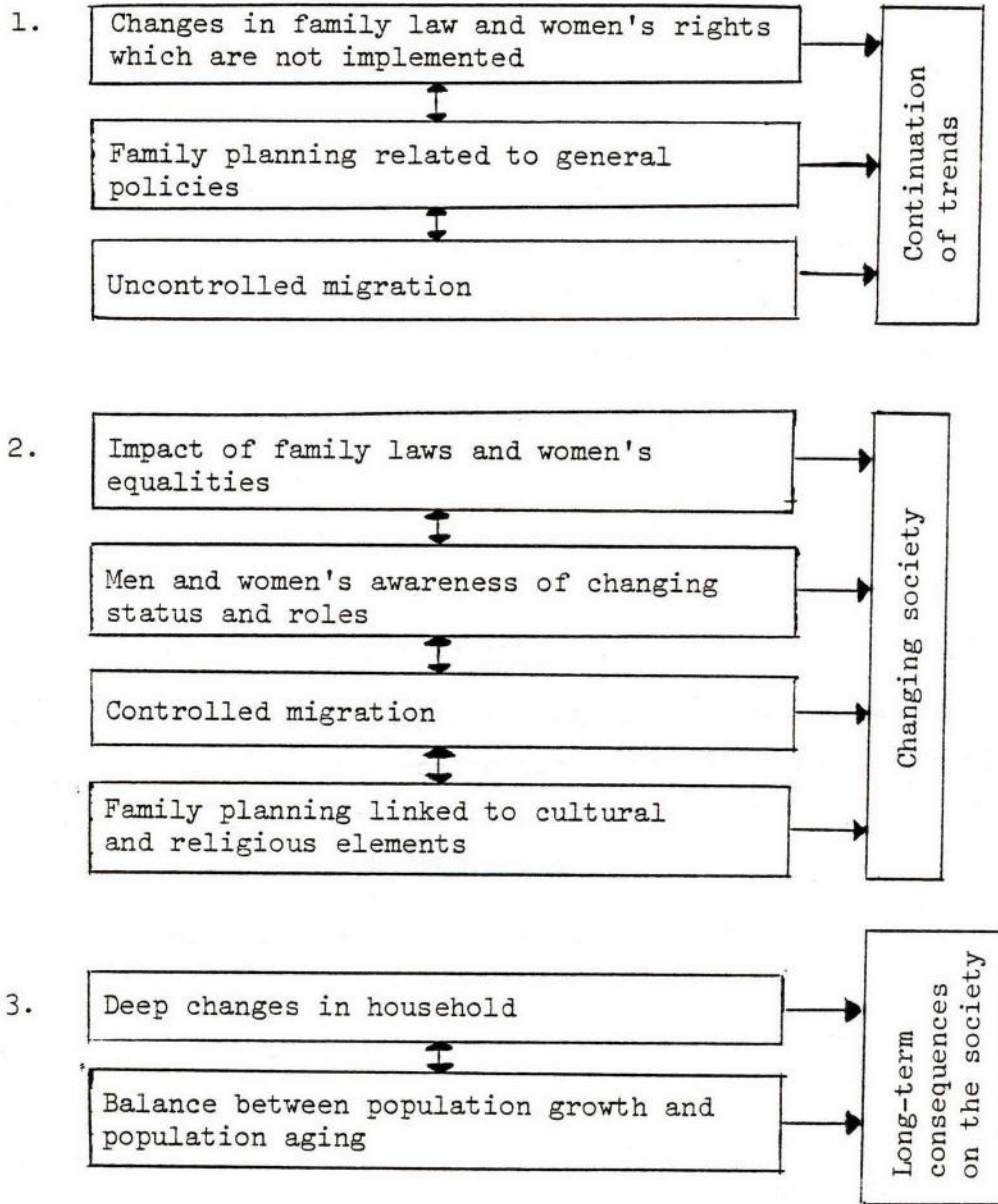 1.
Changes in family law and women's rights
which are not implemented
Family planning related to general
policies
Uncontrolled migration
Continuation
of trends
2.
Impact of family laws and women's
equalities
Men and women's awareness of changing
status and roles
Controlled migration
Family planning linked to cultural
and religious elements
Changing society
3.
Deep changes in household
Balance between population growth and
population aging
Long-term
consequences
on the society